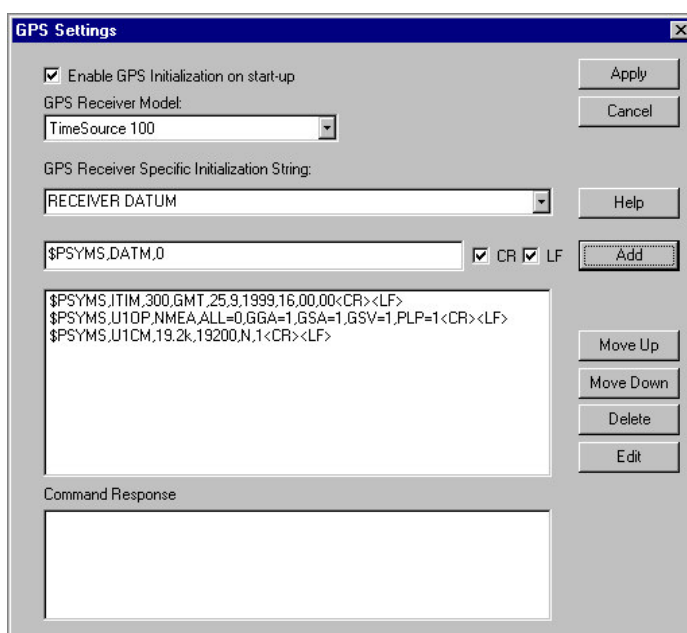 GPS Settings
Enable GPS Initialization on start-up
Apply
GPS Receiver Model:
Cancel
TimeSource 100
GPS Receiver Specific Initialization String:
RECEIVER DATUM
Help
$PSYMS,DATM,0
CR
LF
Add
$PSYMS,ITIM,300,GMT,25,9,1999,16,00,00<CR><LF>
$PSYMS,U1OP,NMEA,ALL=0,GGA=1,GSA=1,GSV=1,PLP=1<CR><LF>
$PSYMS,U1CM,19.2k,19200,N,1<CR><LF>
Move Up
Move Down
Delete
Edit
Command Response